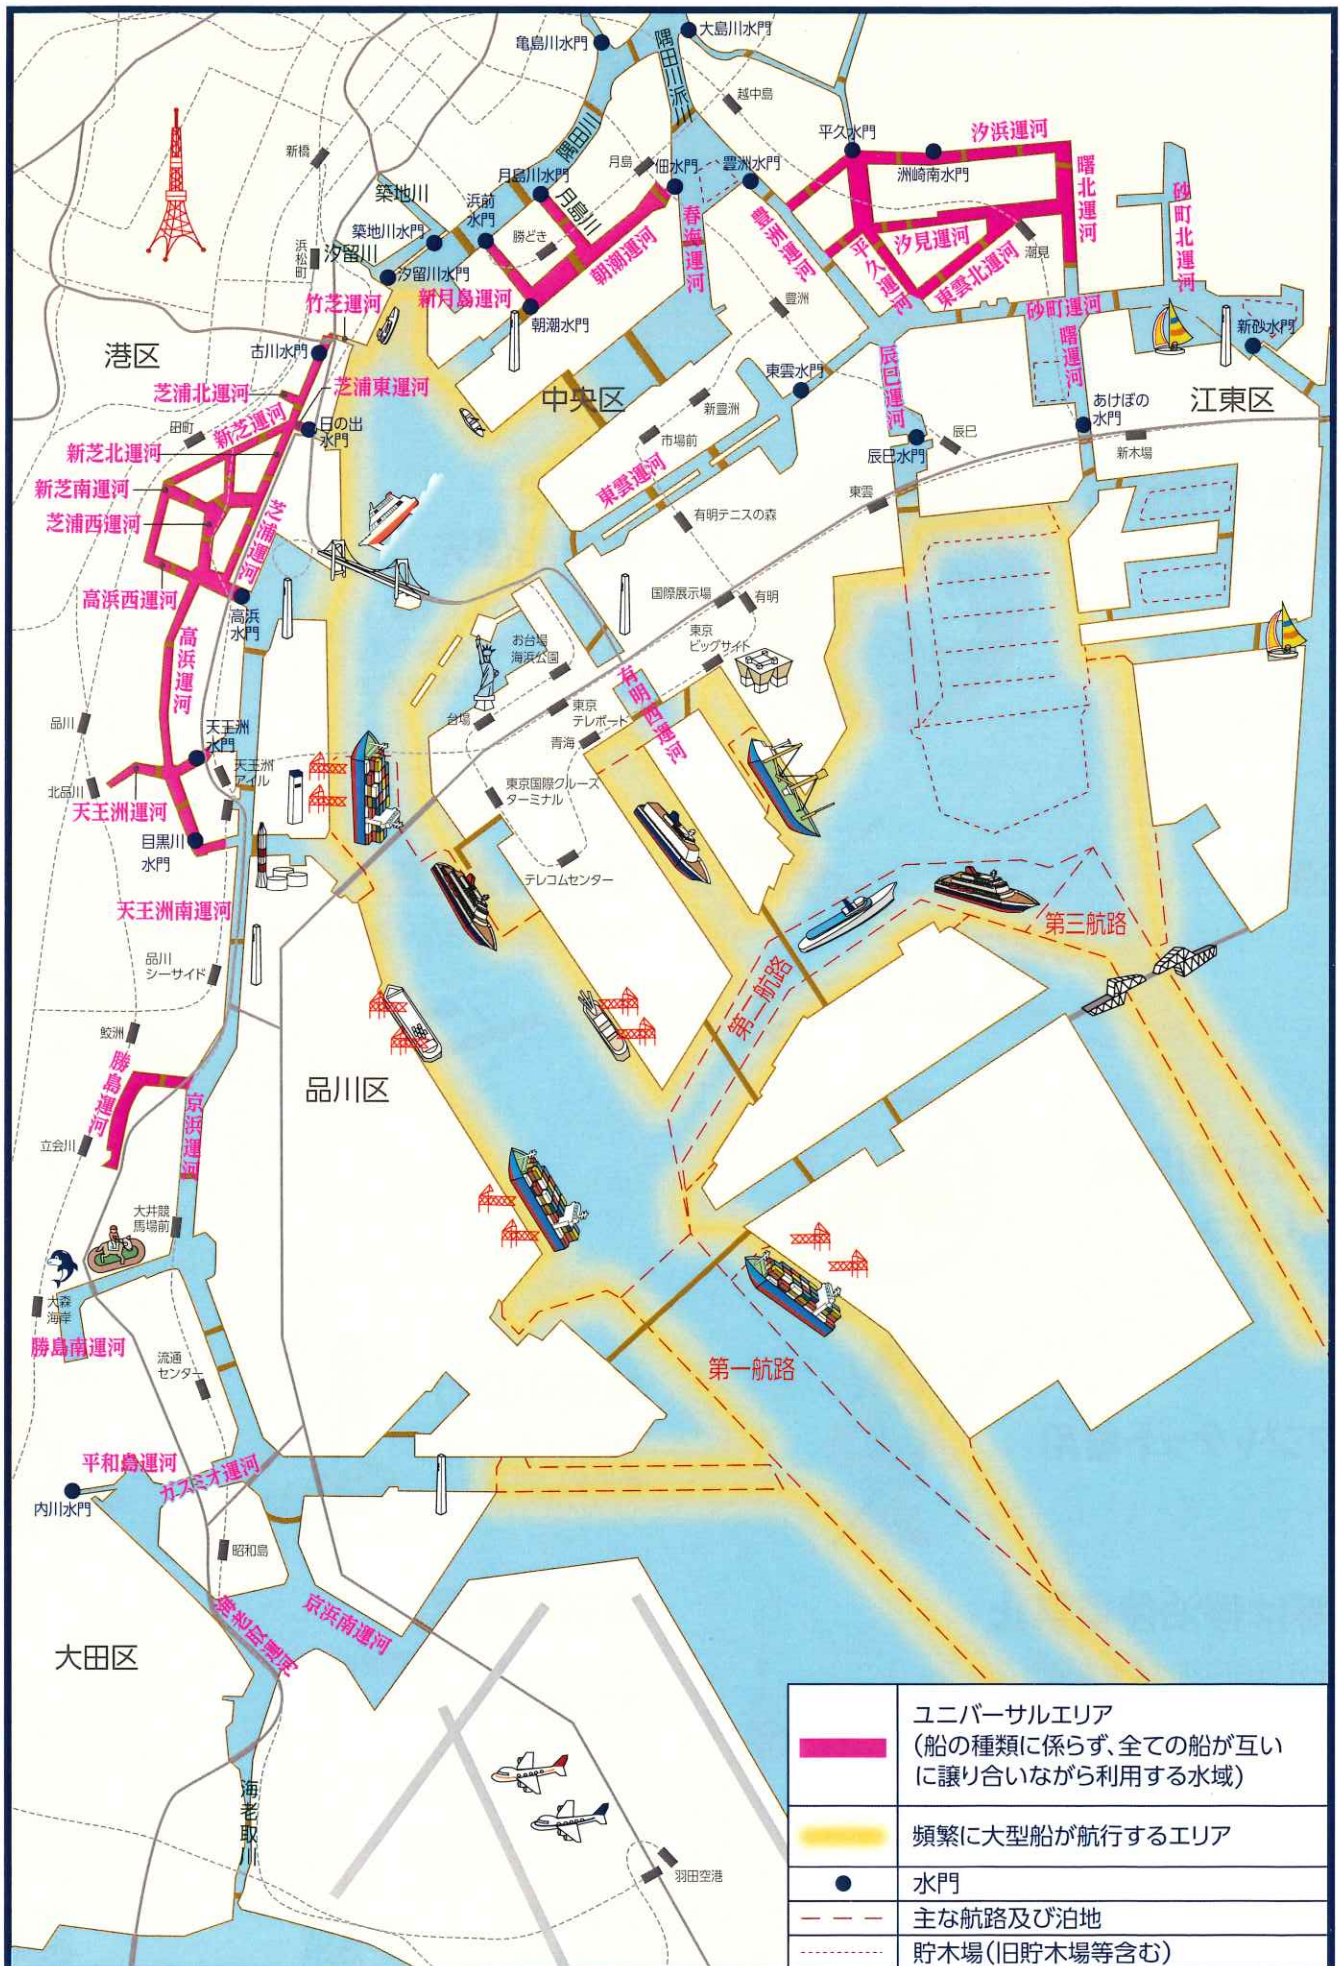 亀島川水門
大島川水門
隅田川派川
越中島
平久水門
汐浜運河
新橋
隅田川
月島
佃水門
豊洲水門
洲崎南水門
曙北運河
砂町北運河
築地川
月島川水門
浜前
水門
月島川
春海運河
豊洲運河
築地川水門
勝どき
朝潮運河
平久運河
汐見運河
東雲北運河
潮見
浜松町
汐留川
汐留川水門
新月島運河
竹芝運河
朝潮水門
豊洲
砂町運河
曙運河
新砂水門
港区
古川水門
中央区
東雲水門
辰巳運河
江東区
芝浦北運河
芝浦東運河
新豊洲
あけぼの
水門
田町
新芝運河
日の出
水門
市場前
辰巳水門
辰巳
新木場
新芝北運河
新芝南運河
芝浦西運河
芝浦運河
東雲運河
有明テニスの森
東雲
高浜西運河
高浜
水門
国際展示場
有明
高浜運河
お台場
海浜公園
東京
ビッグサイト
有明西運河
品川
台場
東京
テレポート
青海
天王洲
水門
天王洲
アイル
北品川
天王洲運河
東京国際クルーズ
ターミナル
目黒川
水門
テレコムセンター
天王洲南運河
第三航路
品川
シーサイド
第二航路
鮫洲
勝島運河
京浜運河
品川区
立会川
大井競
馬場前
大森
海岸
勝島南運河
流通
センター
第一航路
平和島運河
カスミオ運河
内川水門
昭和島
海老取運河
京浜南運河
大田区
海老取川
羽田空港
ユニバーサルエリア
(船の種類に係らず、全ての船が互い
に譲り合いながら利用する水域)
頻繁に大型船が航行するエリア
水門
主な航路及び泊地
貯木場(旧貯木場等含む)